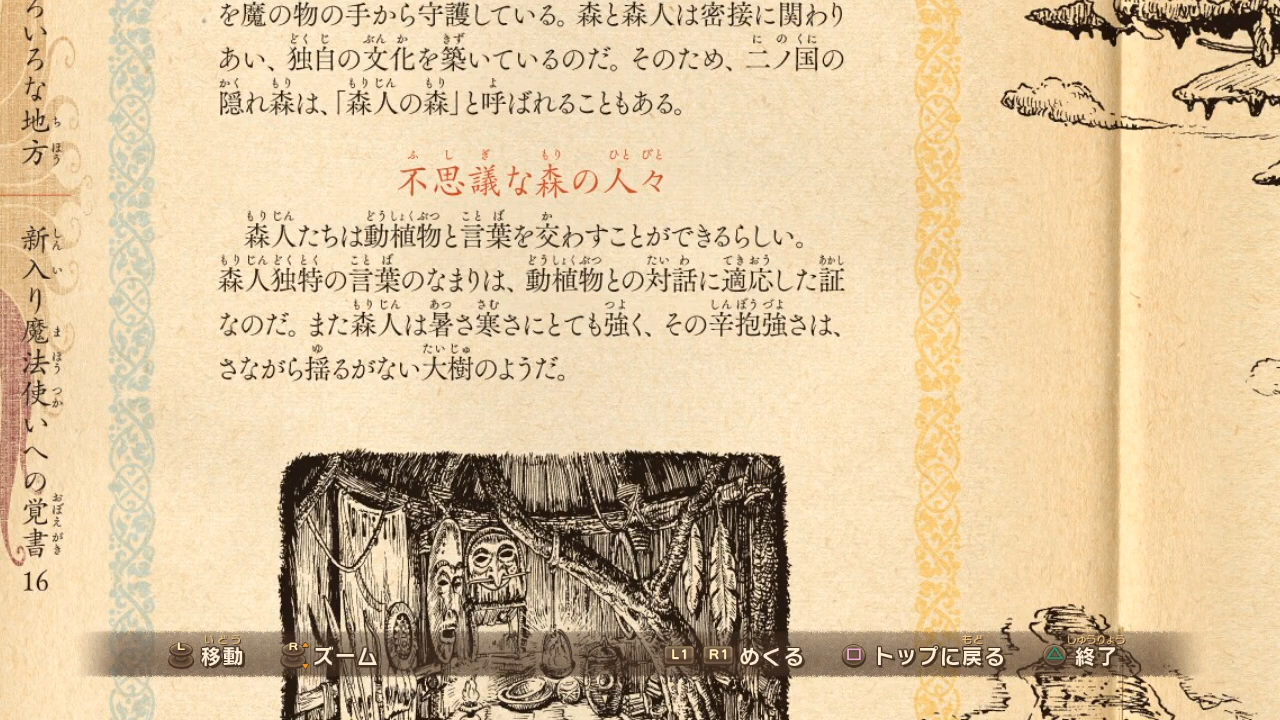 を魔の物の手から守護している。森と森人は密接に関わり
あい、独自の文化を築いているのだ。そのため、二ノ国の
隠れ森は、「森人の森」と呼ばれることもある。
不思議な森の人々
森人たちは動植物と言葉を交わすことができるらしい。
森人独特の言葉のなまりは、動植物との対話に適応した証
なのだ。また森人は暑さ寒さにとても強く、その辛抱強さは、
さながら揺るがない大樹のようだ。
ろいろな地方
新入り魔法使いへの覚書
16
L 移動
R ズーム
L1 R1 めくる
トップに戻る
終了